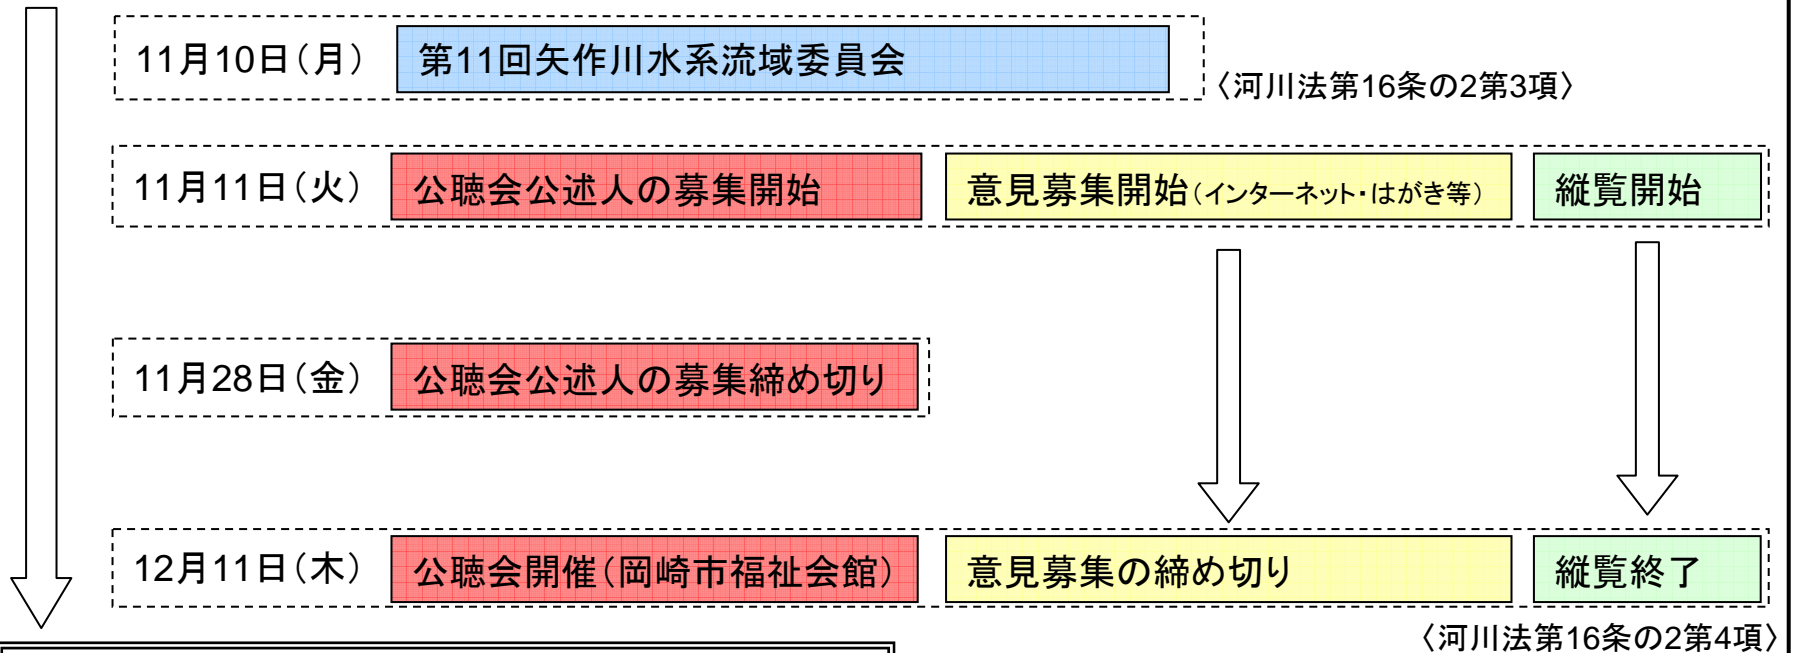 11月10日（月） 第11回矢作川水系流域委員会
〈河川法第16条の2第3項〉
11月11日（火） 公聴会公述人の募集開始 意見募集開始（インターネット・はがき等） 縦覧開始
11月28日（金） 公聴会公述人の募集締め切り
12月11日（木） 公聴会開催（岡崎市福祉会館） 意見募集の締め切り 縦覧終了
〈河川法第16条の2第4項〉